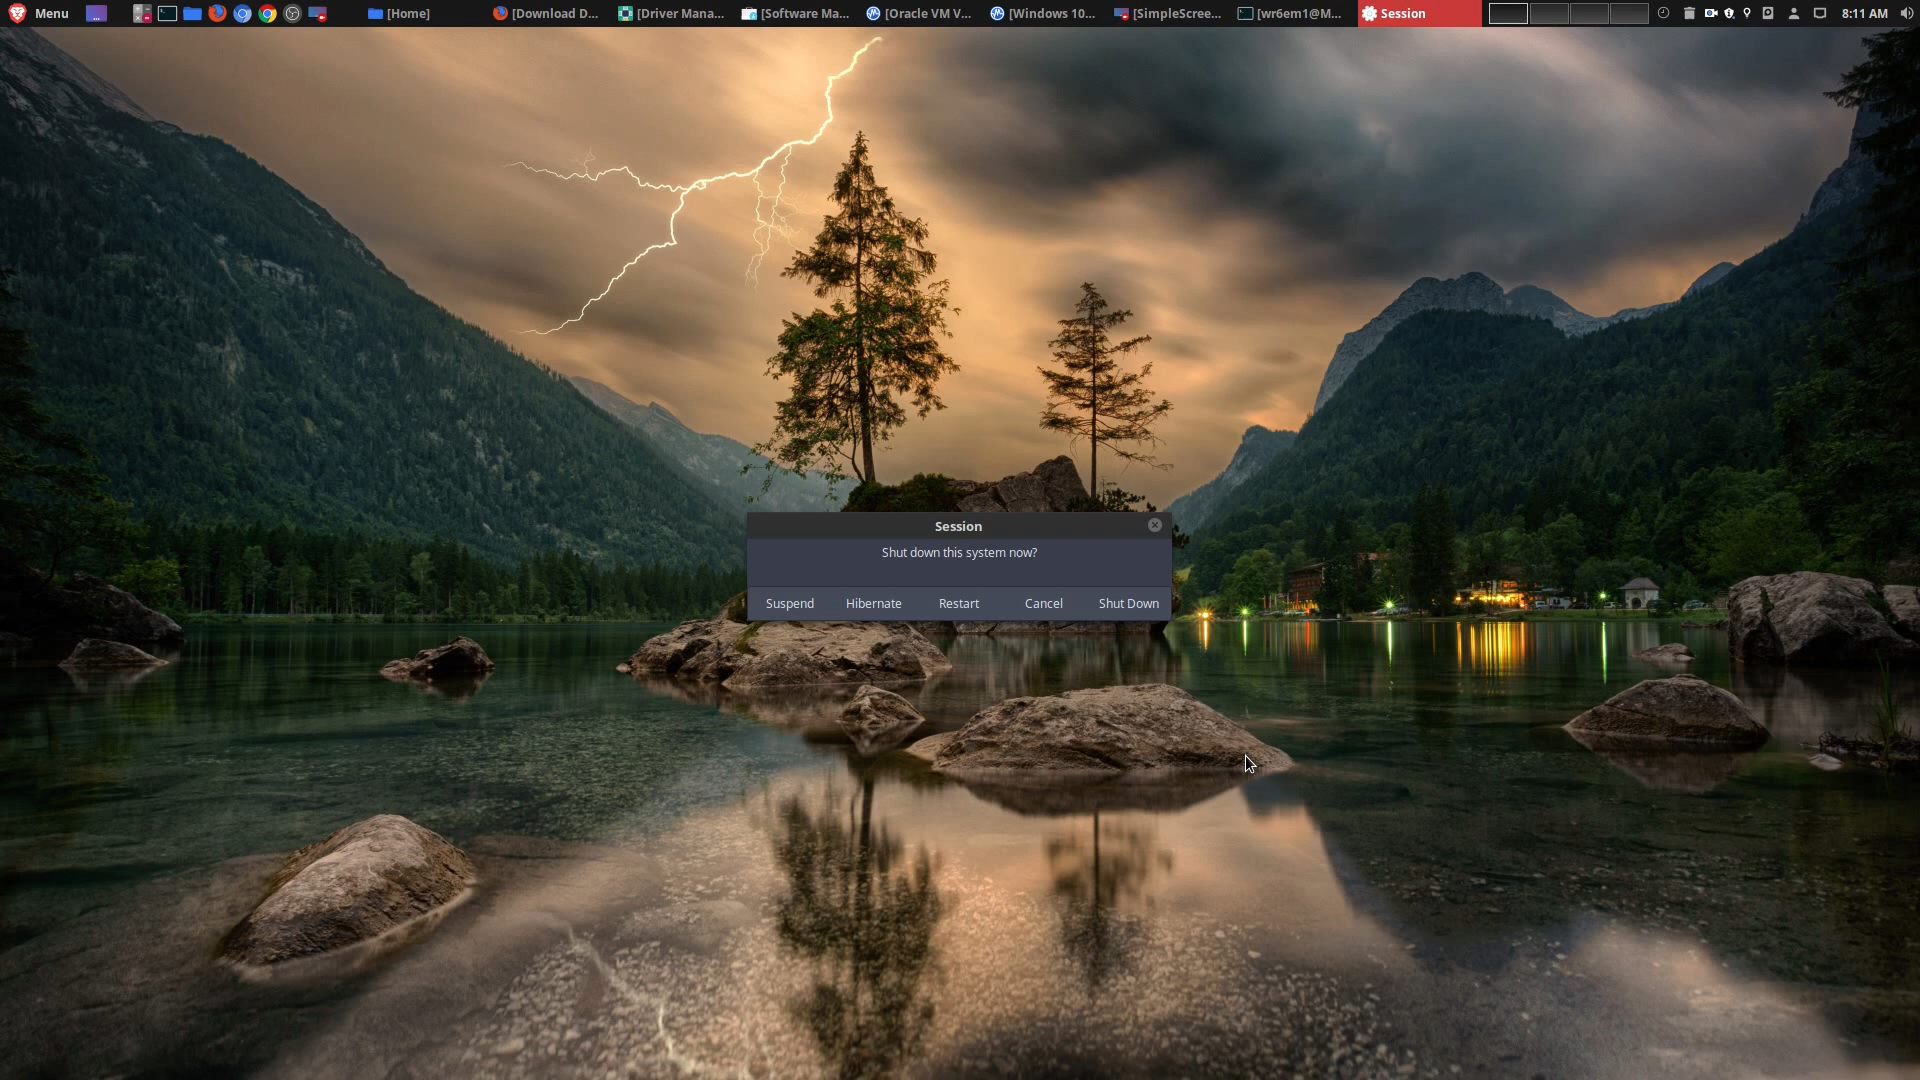 Menu
[Home]
[Download D...
[Driver Mana...
[Software Ma...
[Oracle VM V...
[Windows 10...
[SimpleScree...
[wr6em1@M...
Session
8:11 AM
Session
Shut down this system now?
Suspend Hibernate Restart Cancel Shut Down